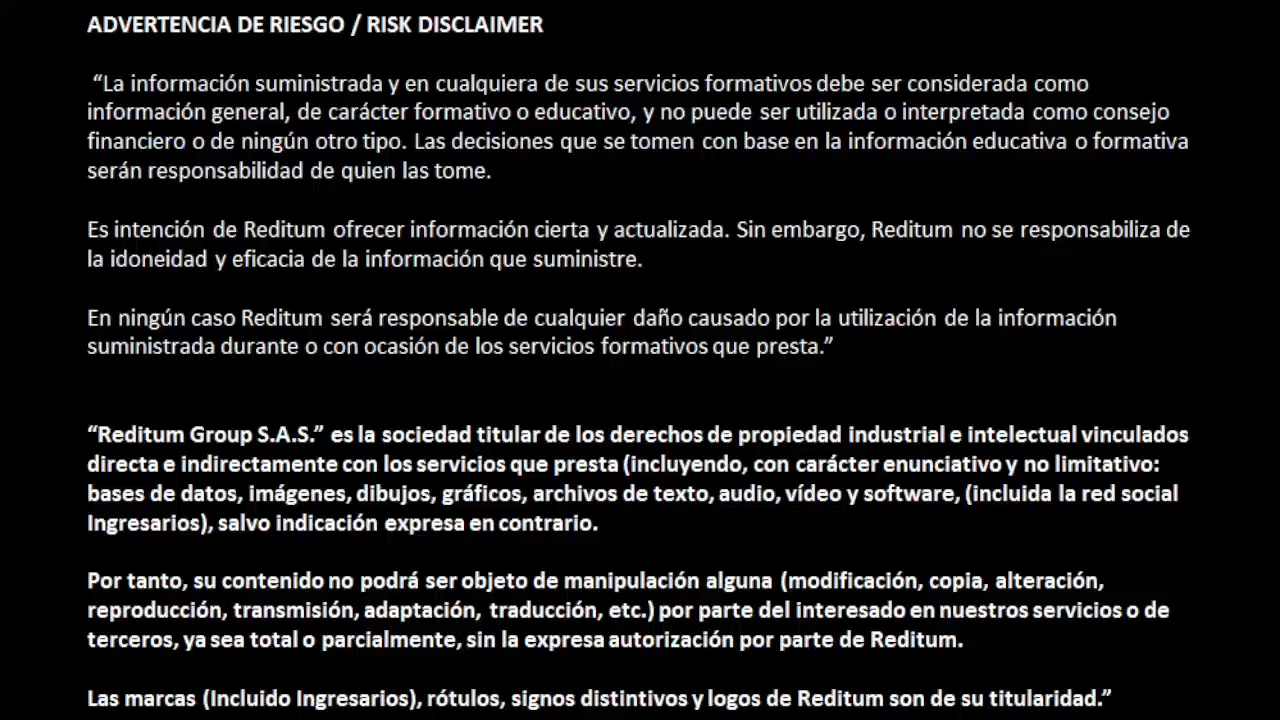 ADVERTENCIA DE RIESGO / RISK DISCLAIMER
“La información suministrada y en cualquiera de sus servicios formativos debe ser considerada como
información general, de carácter formativo o educativo, y no puede ser utilizada o interpretada como consejo
financiero o de ningún otro tipo. Las decisiones que se tomen con base en la información educativa o formativa
serán responsabilidad de quien las tome.
Es intención de Reditum ofrecer información cierta y actualizada. Sin embargo, Reditum no se responsabiliza de
la idoneidad y eficacia de la información que suministre.
En ningún caso Reditum será responsable de cualquier daño causado por la utilización de la información
suministrada durante o con ocasión de los servicios formativos que presta.”
“Reditum Group S.A.S.” es la sociedad titular de los derechos de propiedad industrial e intelectual vinculados
directa e indirectamente con los servicios que presta (incluyendo, con carácter enunciativo y no limitativo:
bases de datos, imágenes, dibujos, gráficos, archivos de texto, audio, vídeo y software, (incluida la red social
Ingresarios), salvo indicación expresa en contrario.
Por tanto, su contenido no podrá ser objeto de manipulación alguna (modificación, copia, alteración,
reproducción, transmisión, adaptación, traducción, etc.) por parte del interesado en nuestros servicios o de
terceros, ya sea total o parcialmente, sin la expresa autorización por parte de Reditum.
Las marcas (Incluido Ingresarios), rótulos, signos distintivos y logos de Reditum son de su titularidad.”